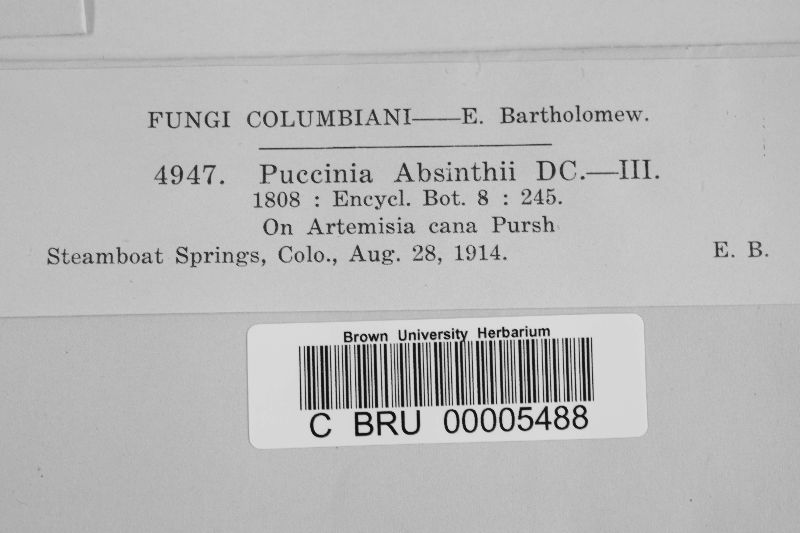 FUNGI COLUMBIANI——E. Bartholomew.
4947. Puccinia Absinthii DC.—III.
1808 : Encycl. Bot. 8 : 245.
On Artemisia cana Pursh
Steamboat Springs, Colo., Aug. 28, 1914. E. B.
Brown University Herbarium
C BRU 00005488